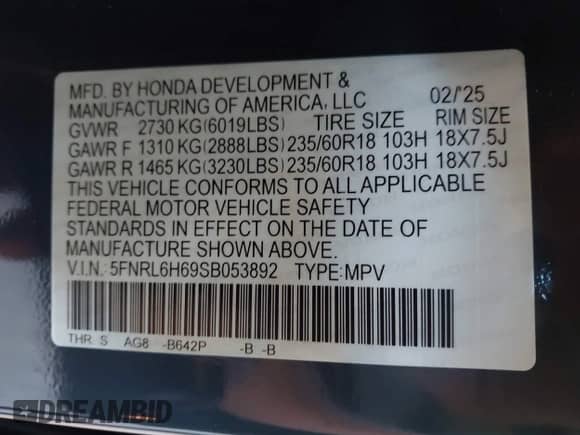 MFD. BY HONDA DEVELOPMENT &
MANUFACTURING OF AMERICA, LLC 02/'25
GVWR 2730 KG(6019LBS) TIRE SIZE RIM SIZE
GAWR F 1310 KG(2888LBS) 235/60R18 103H 18X7.5J
GAWR R 1465 KG(3230LBS) 235/60R18 103H 18X7.5J
THIS VEHICLE CONFORMS TO ALL APPLICABLE
FEDERAL MOTOR VEHICLE SAFETY
STANDARDS IN EFFECT ON THE DATE OF
MANUFACTURE SHOWN ABOVE.
V.I.N.: 5FNRL6H69SB053892 TYPE:MPV
THR S AG8 -B642P -B -B
DREAMBID